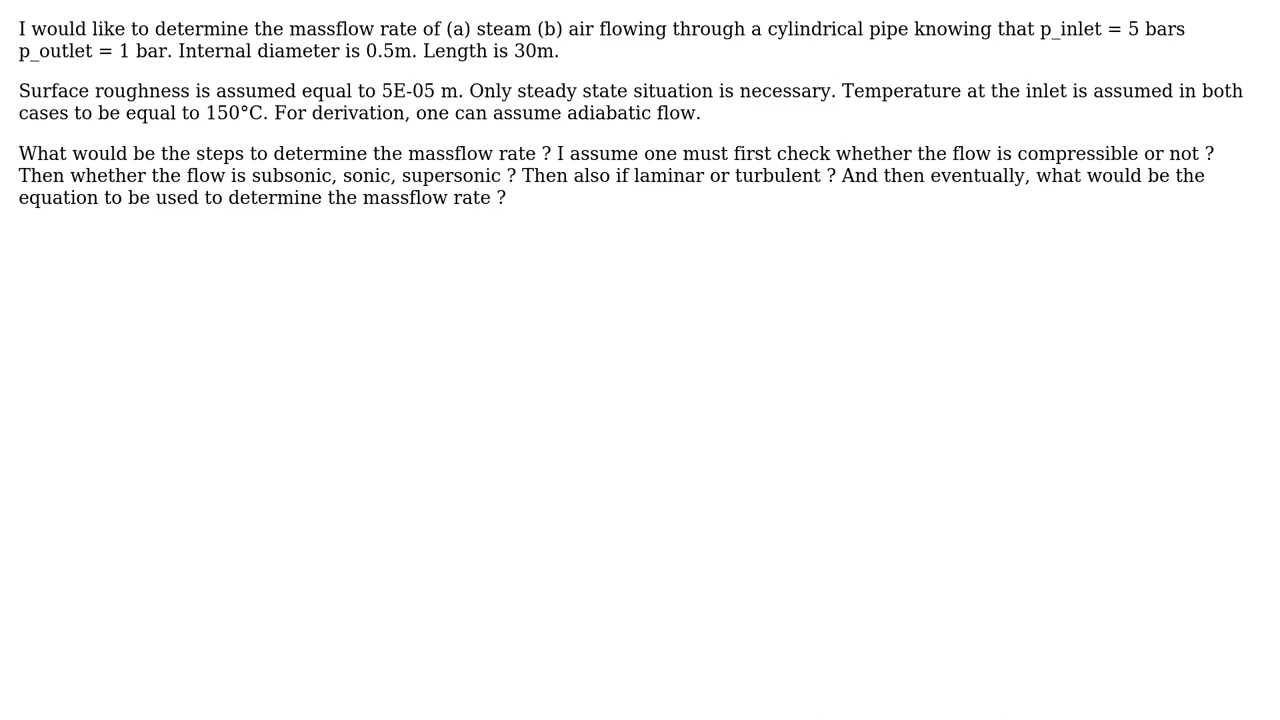 I would like to determine the massflow rate of (a) steam (b) air flowing through a cylindrical pipe knowing that p_inlet = 5 bars
p_outlet = 1 bar. Internal diameter is 0.5m. Length is 30m.
Surface roughness is assumed equal to 5E-05 m. Only steady state situation is necessary. Temperature at the inlet is assumed in both
cases to be equal to 150°C. For derivation, one can assume adiabatic flow.
What would be the steps to determine the massflow rate ? I assume one must first check whether the flow is compressible or not ?
Then whether the flow is subsonic, sonic, supersonic ? Then also if laminar or turbulent ? And then eventually, what would be the
equation to be used to determine the massflow rate ?